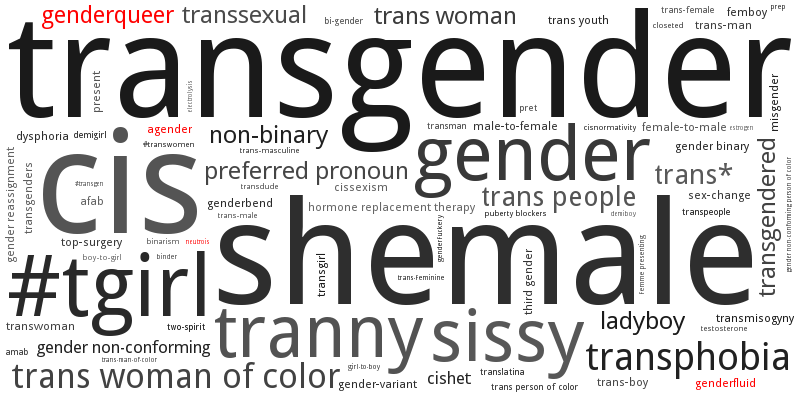 genderqueer
transsexual
bi-gender
trans woman
trans youth
trans-female
femboy
prep
closeted
trans-man
transgender
present
electrolysis
pret
misgender
dysphoria
demigirl
agender
#transwomen
non-binary
trans-masculine
transman
male-to-female
cisnormativity
female-to-male
estrogen
gender binary
gender reassignment
transgenders
cis
#transgen
afab
preferred pronoun
transdude
cissexism
gender
trans*
transgendered
gender non-conforming person of color
genderbend
trans-male
hormone replacement therapy
trans people
sex-change
puberty blockers
demiboy
transpeople
top-surgery
boy-to-girl
binarism
neutrois
binder
shemale
genderfuckery
transgirl
trans-feminine
third gender
femme presenting
#tgirl
transwoman
two-spirit
tranny
sissy
ladyboy
transmisogyny
testosterone
amab
gender non-conforming
trans-man-of-color
transphobia
trans woman of color
girl-to-boy
gender-variant
cishet
translatina
trans person of color
trans-boy
genderfluid